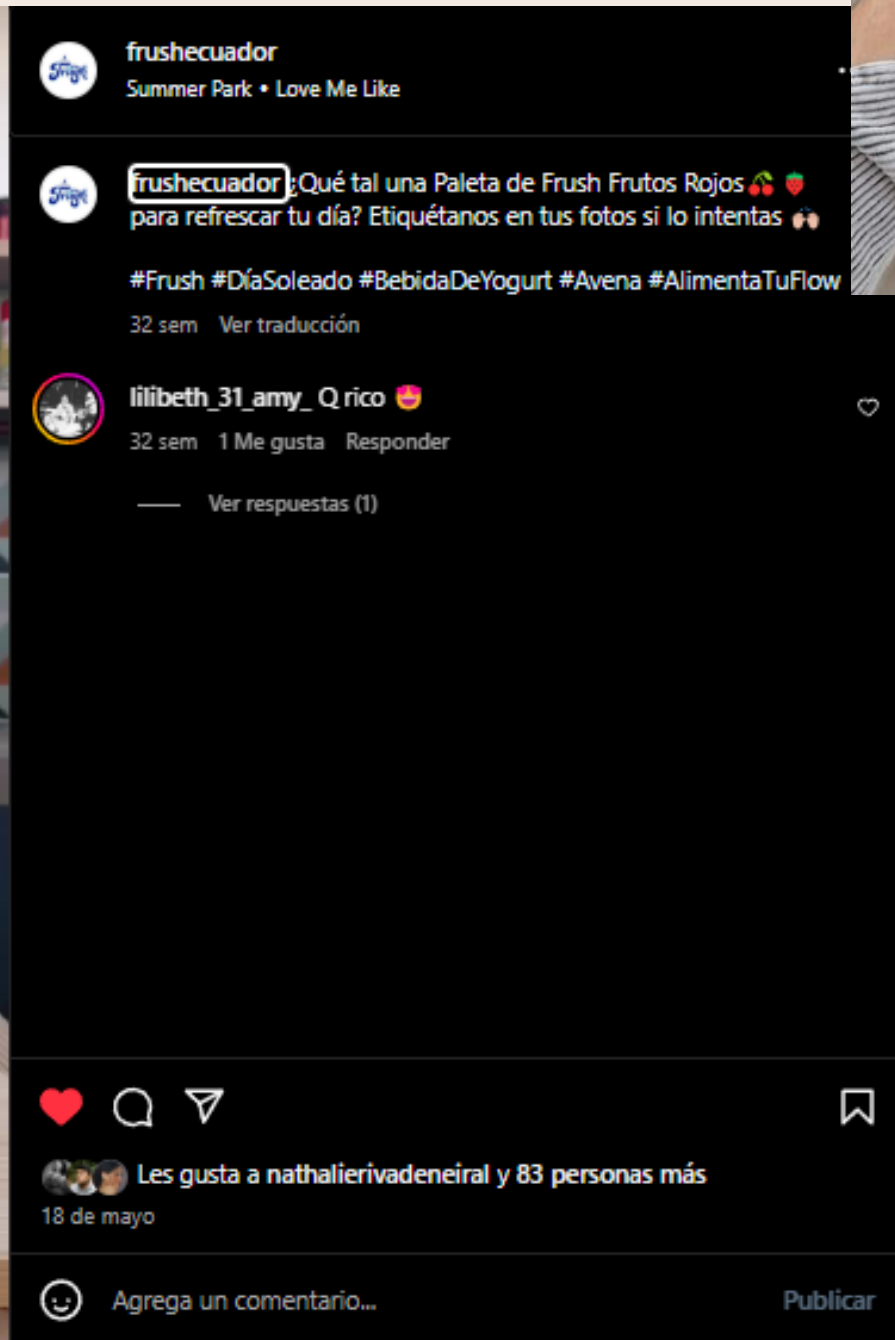 frushecuador
Summer Park • Love Me Like
frushecuador ¿Qué tal una Paleta de Frush Frutos Rojos🍒🍓
para refrescar tu día? Etiquétanos en tus fotos si lo intentas 🙌🏻
#Frush #DíaSoleado #BebidaDeYogurt #Avena #AlimentaTuFlow
32 sem Ver traducción
lilibeth_31_amy_ Q rico 🤩
32 sem 1 Me gusta Responder
Ver respuestas (1)
Les gusta a nathalierivadeneiral y 83 personas más
18 de mayo
Agrega un comentario...
Publicar